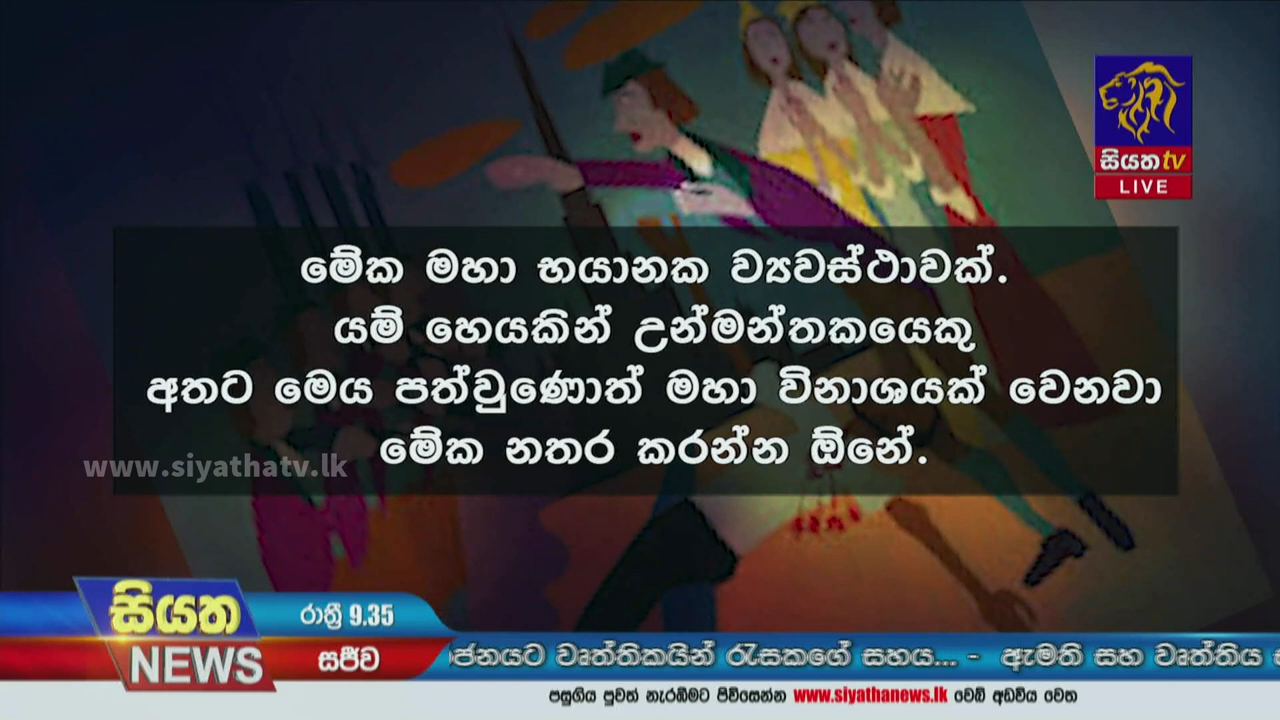 සියත tv
LIVE
මේක මහා භයානක ව්‍යවස්ථාවක්.
යම් හෙයකින් උන්මන්තකයෙකු
අතට මෙය පත්වුණොත් මහා විනාශයක් වෙනවා
මේක නතර කරන්න ඕනේ.
www.siyathatv.lk
සියත
NEWS
රාත්‍රී 9.35
සජීව
වෘත්තිකයින් රැසකගේ සහය... - ඇමති සහ වෘත්තිය
පසුගිය පුවත් නැරඹීමට පිවිසෙන්න www.siyathanews.lk වෙබ් අඩවිය වෙත